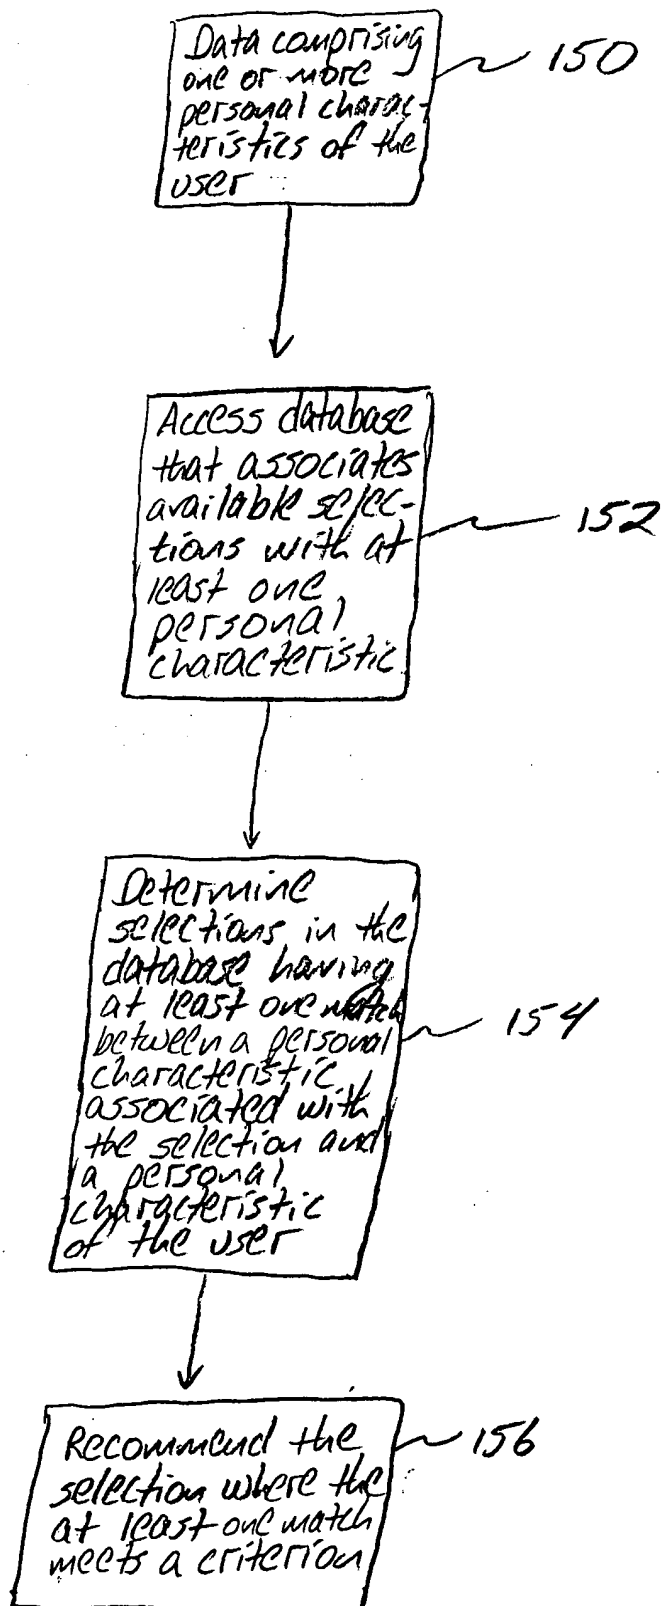 Data comprising
one or more
personal charac-
teristics of the
user
150
Access database
that associates
available selec-
tions with at
least one
personal
characteristic
152
Determine
selections in the
database having
at least one match
between a personal
characteristic
associated with
the selection and
a personal
characteristic
of the user
154
Recommend the
selection where the
at least one match
meets a criterion
156